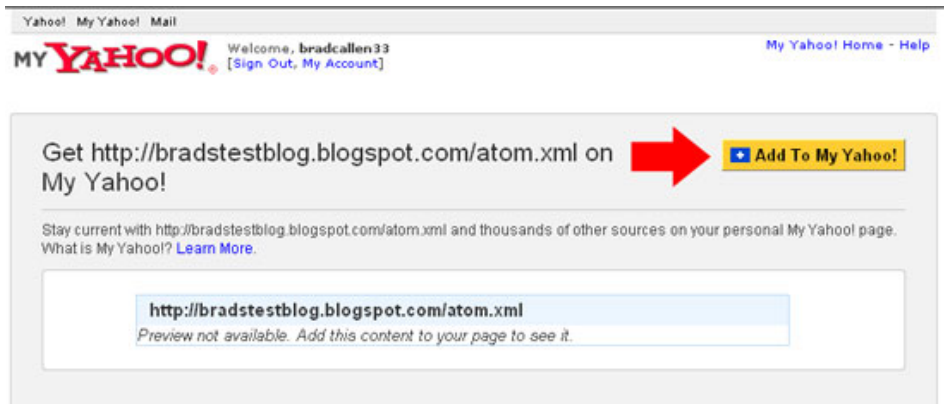 Yahoo! My Yahoo! Mail
MY YAHOO!
Welcome, bradcallen33
[Sign Out, My Account]
My Yahoo! Home - Help
Get http://bradstestblog.blogspot.com/atom.xml on
My Yahoo!
Add To My Yahoo!
Stay current with http://bradstestblog.blogspot.com/atom.xml and thousands of other sources on your personal My Yahoo! page.
What is My Yahoo!? Learn More.
http://bradstestblog.blogspot.com/atom.xml
Preview not available. Add this content to your page to see it.